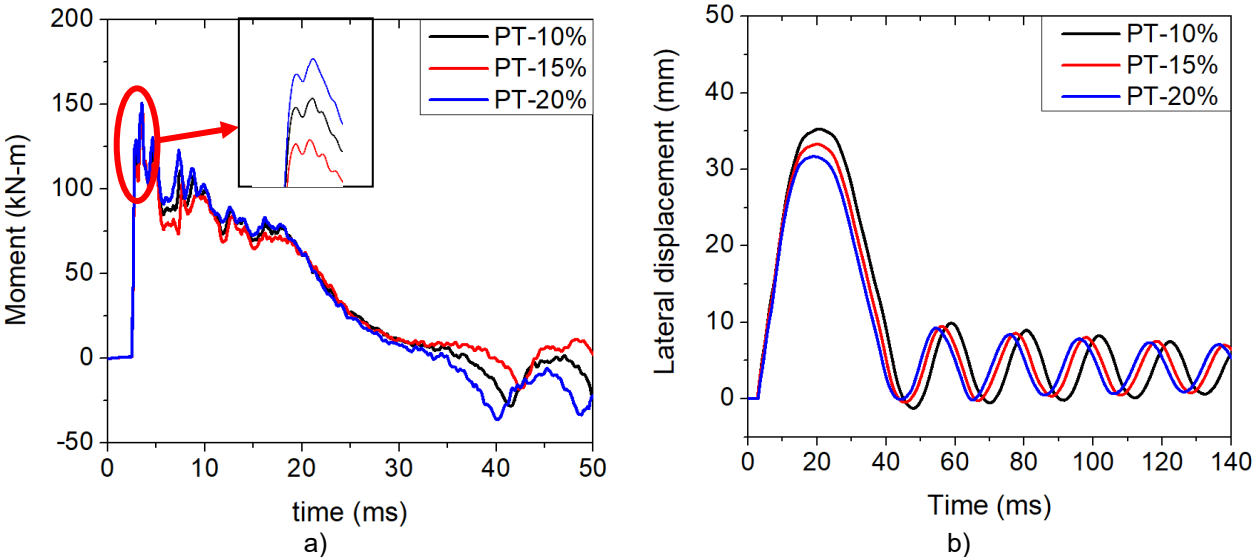 200
150
100
50
0
-50
Moment (kN-m)
0 10 20 30 40 50
time (ms)
PT-10%
PT-15%
PT-20%
a)
50
40
30
20
10
0
Lateral displacement (mm)
0 20 40 60 80 100 120 140
Time (ms)
PT-10%
PT-15%
PT-20%
b)